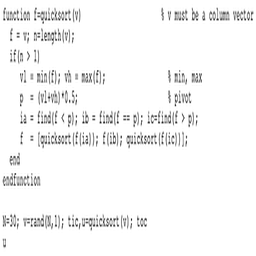 function f=quicksort(v) % v must be a column vector
f = v; n=length(v);
if(n > 1)
vl = min(f); vh = max(f); % min, max
p = (vl+vh)*0.5; % pivot
ia = find(f < p); ib = find(f == p); ic=find(f > p);
f = [quicksort(f(ia)); f(ib); quicksort(f(ic))];
end
endfunction
N=30; v=rand(N,1); tic,u=quicksort(v); toc
u